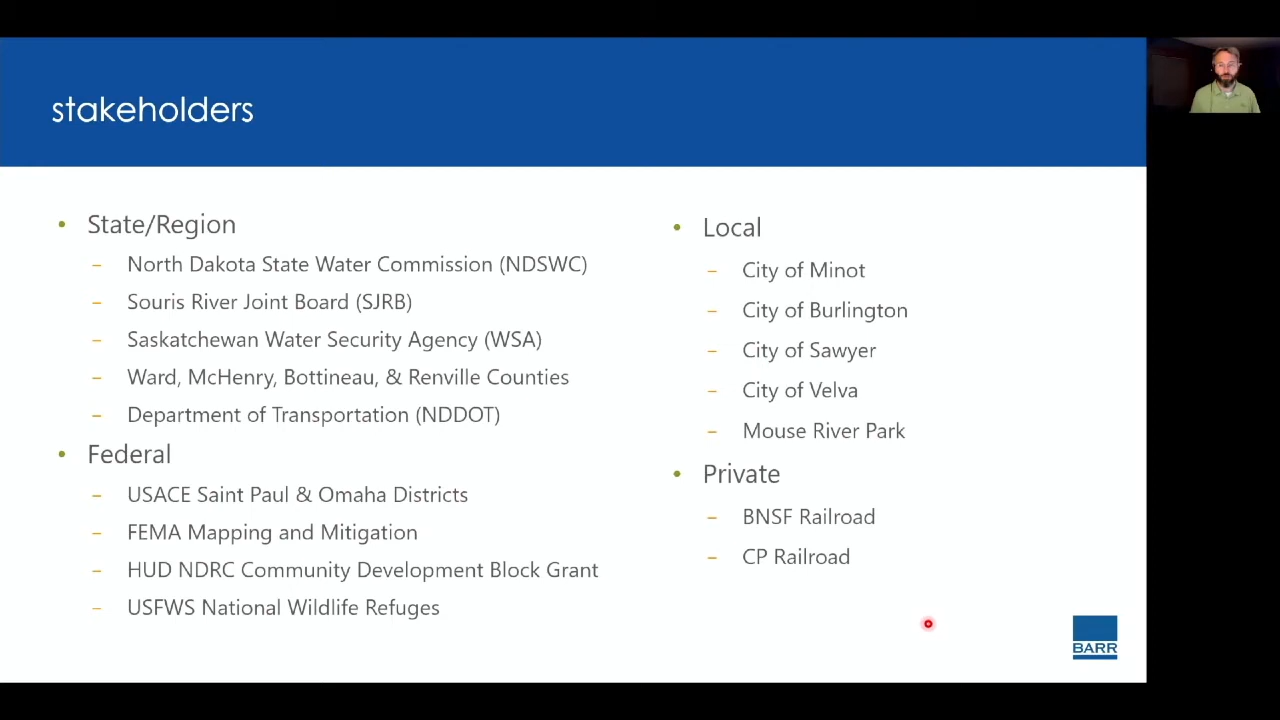 stakeholders
• State/Region
– North Dakota State Water Commission (NDSWC)
– Souris River Joint Board (SJRB)
– Saskatchewan Water Security Agency (WSA)
– Ward, McHenry, Bottineau, & Renville Counties
– Department of Transportation (NDDOT)
• Federal
– USACE Saint Paul & Omaha Districts
– FEMA Mapping and Mitigation
– HUD NDRC Community Development Block Grant
– USFWS National Wildlife Refuges
• Local
– City of Minot
– City of Burlington
– City of Sawyer
– City of Velva
– Mouse River Park
• Private
– BNSF Railroad
– CP Railroad
BARR